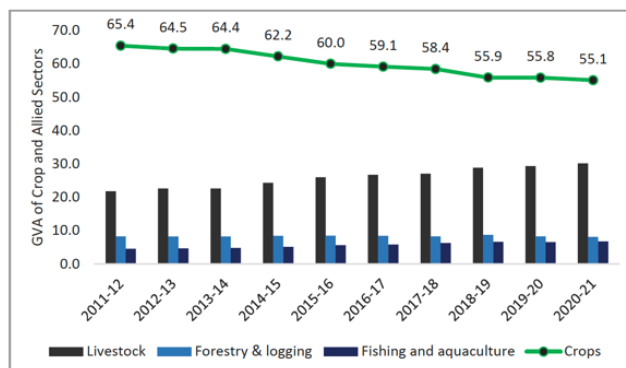 65.4 64.5 64.4 62.2 60.0 59.1 58.4 55.9 55.8 55.1
GVA of Crop and Allied Sectors
70.0
60.0
50.0
40.0
30.0
20.0
10.0
0.0
2011-12 2012-13 2013-14 2014-15 2015-16 2016-17 2017-18 2018-19 2019-20 2020-21
Livestock Forestry & logging Fishing and aquaculture Crops